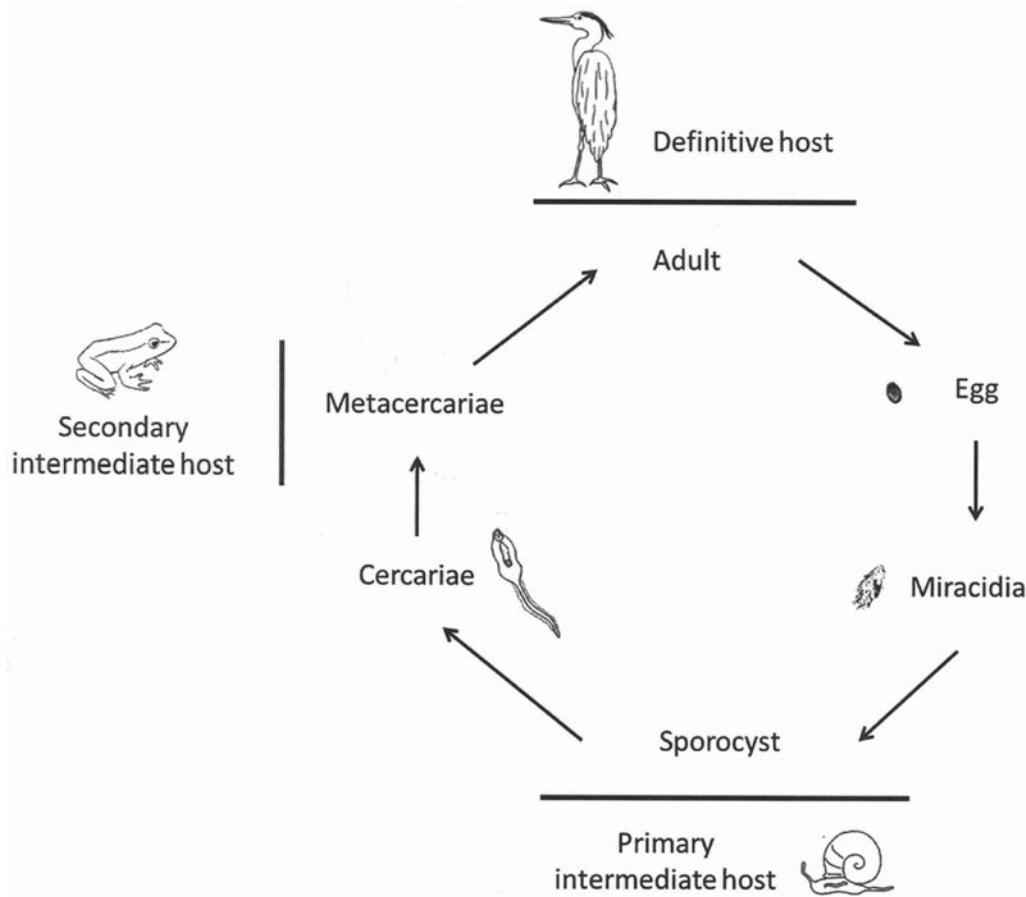 Definitive host
Adult
Egg
Miracidia
Sporocyst
Primary
intermediate host
Cercariae
Metacercariae
Secondary
intermediate host